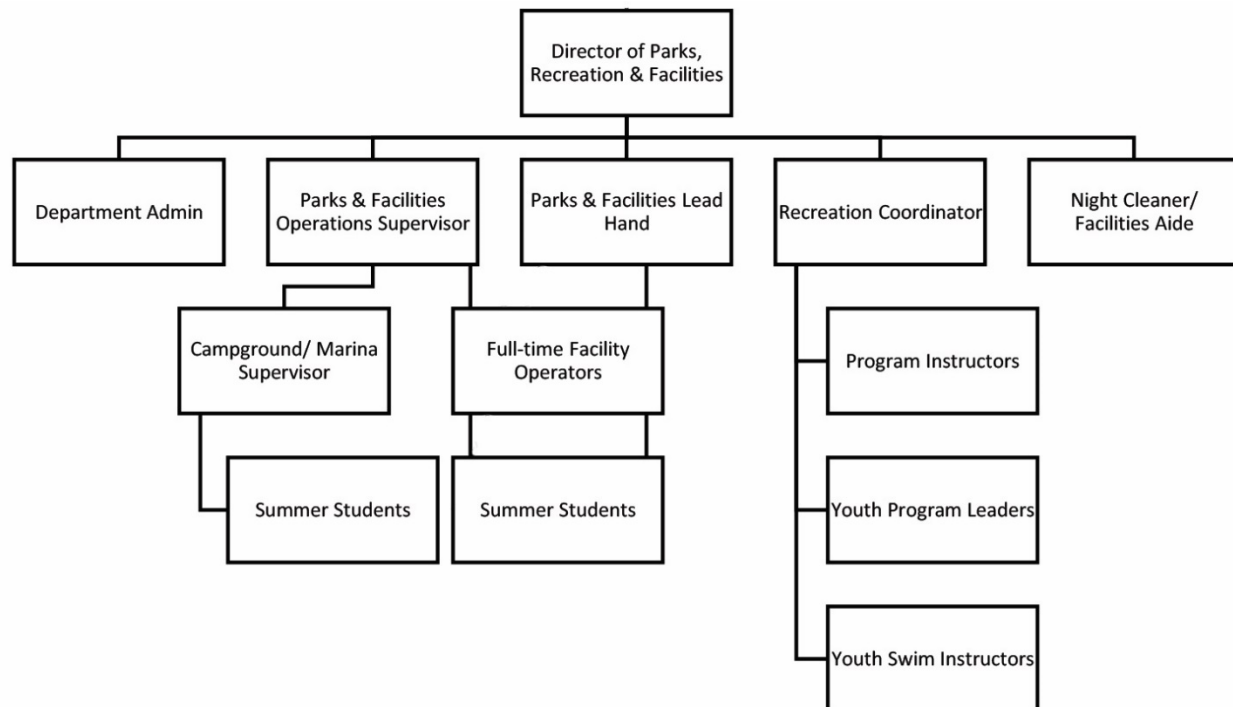 Director of Parks,
Recreation & Facilities
Department Admin
Parks & Facilities
Operations Supervisor
Parks & Facilities Lead
Hand
Recreation Coordinator
Night Cleaner/
Facilities Aide
Campground/ Marina
Supervisor
Full-time Facility
Operators
Program Instructors
Summer Students
Summer Students
Youth Program Leaders
Youth Swim Instructors